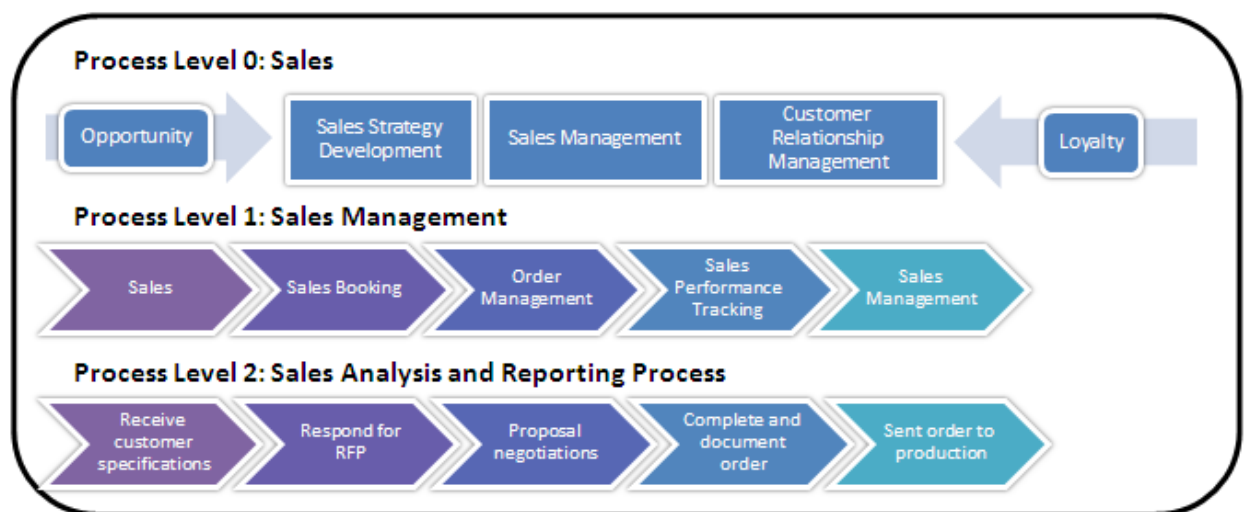 Process Level 0: Sales
Opportunity
Sales Strategy
Development
Sales Management
Customer
Relationship
Management
Loyalty
Process Level 1: Sales Management
Sales
Sales Booking
Order
Management
Sales
Performance
Tracking
Sales
Management
Process Level 2: Sales Analysis and Reporting Process
Receive
customer
specifications
Respond for
RFP
Proposal
negotiations
Complete and
document
order
Sent order to
production